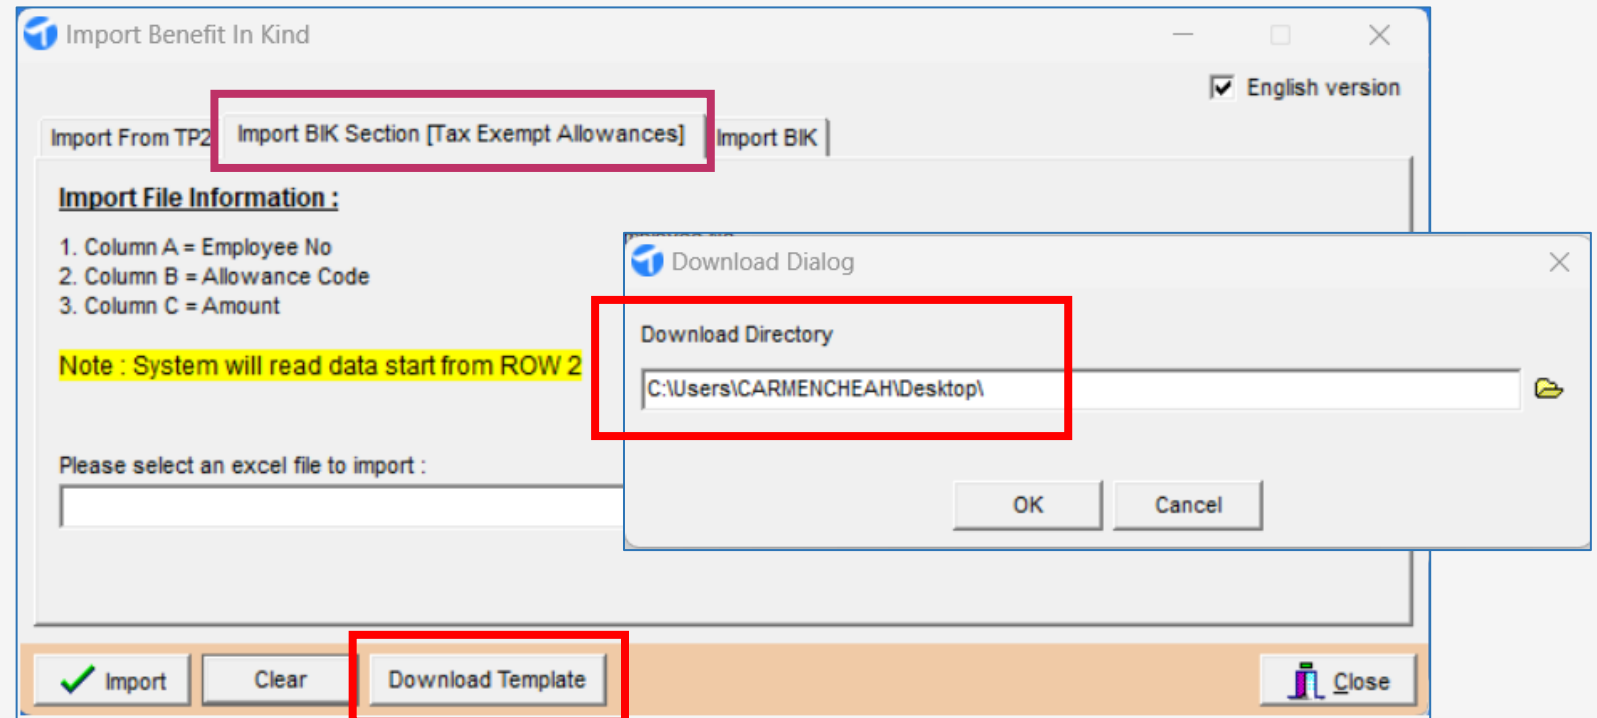 Import Benefit In Kind
English version
Import From TP2
Import BIK Section [Tax Exempt Allowances]
Import BIK
Import File Information :
1. Column A = Employee No
2. Column B = Allowance Code
3. Column C = Amount
Note : System will read data start from ROW 2
Please select an excel file to import :
Download Dialog
Download Directory
C:\Users\CARMENCHEAH\Desktop\
OK
Cancel
Import
Clear
Download Template
Close